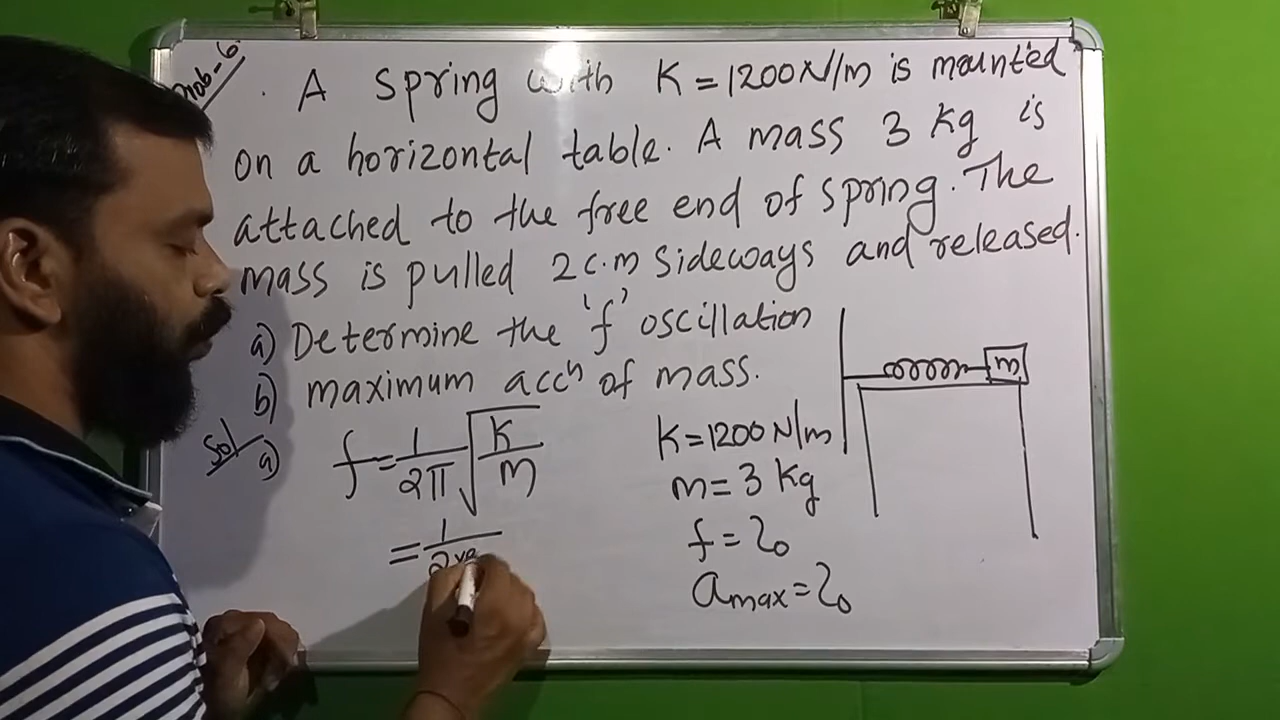 Prob-6
A spring with K = 1200 N/m is mounted
on a horizontal table. A mass 3 kg is
attached to the free end of spring. The
mass is pulled 2 c.m sideways and released.
a) Determine the 'f' oscillation
b) maximum accⁿ of mass.
m
Sol
a) f = 1/2π √K/m
= 1/2×
K = 1200 N/m
m = 3 kg
f = ?
a max = ?